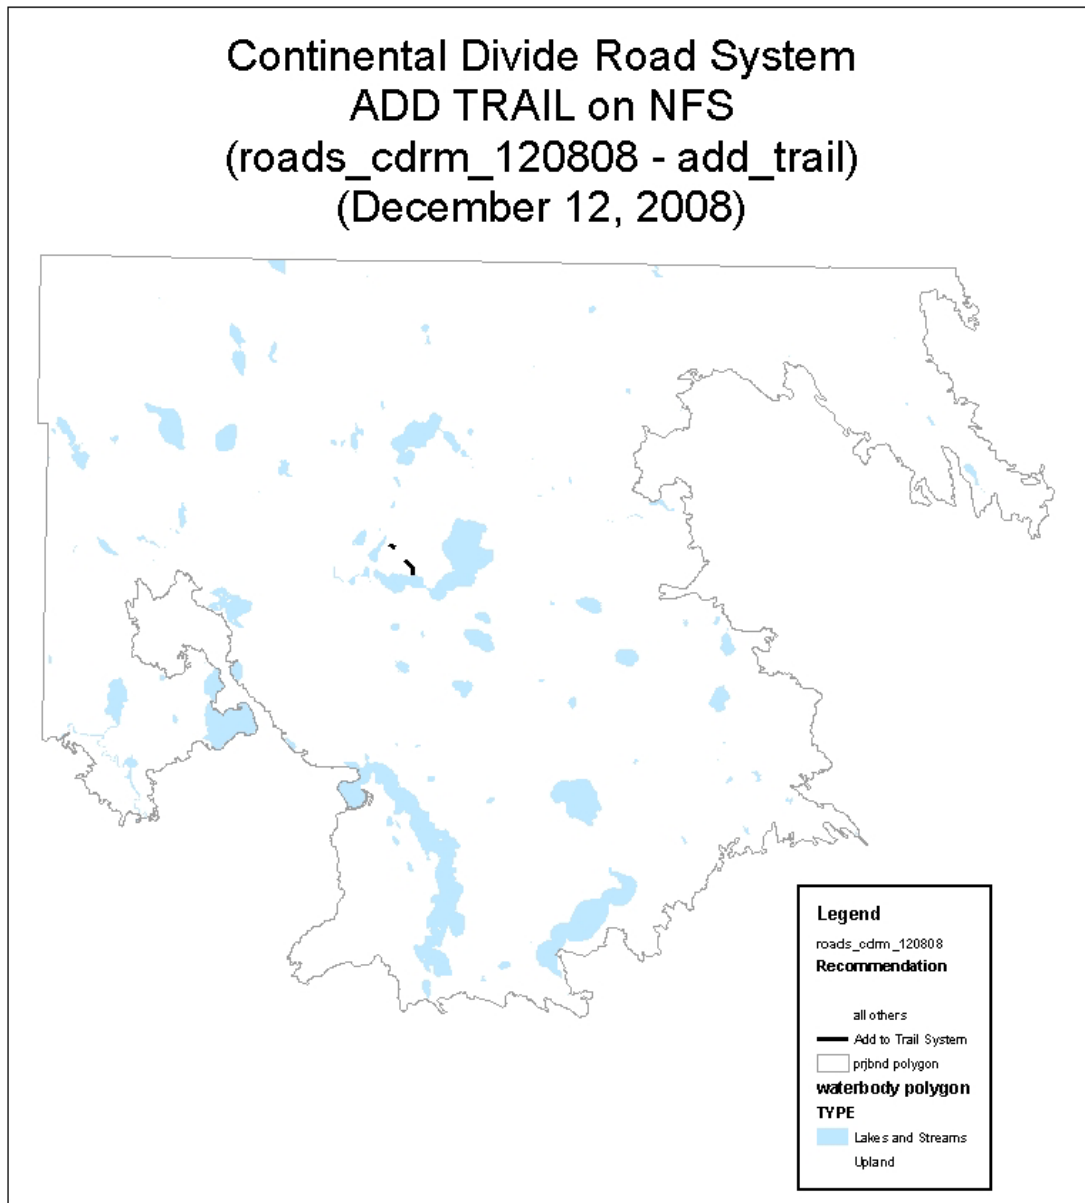 Continental Divide Road System
ADD TRAIL on NFS
(roads_cdrm_120808 - add_trail)
(December 12, 2008)
Legend
roads_cdrm_120808
Recommendation
all others
Add to Trail System
prjbnd polygon
waterbody polygon
TYPE
Lakes and Streams
Upland